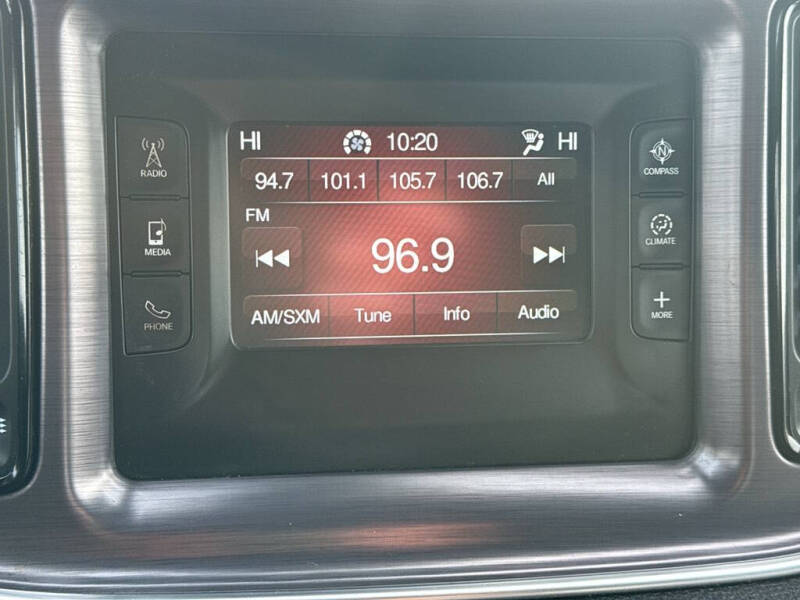 HI 10:20 HI
94.7 101.1 105.7 106.7 All
FM
96.9
AM/SXM Tune Info Audio
RADIO
MEDIA
PHONE
N
COMPASS
CLIMATE
MORE